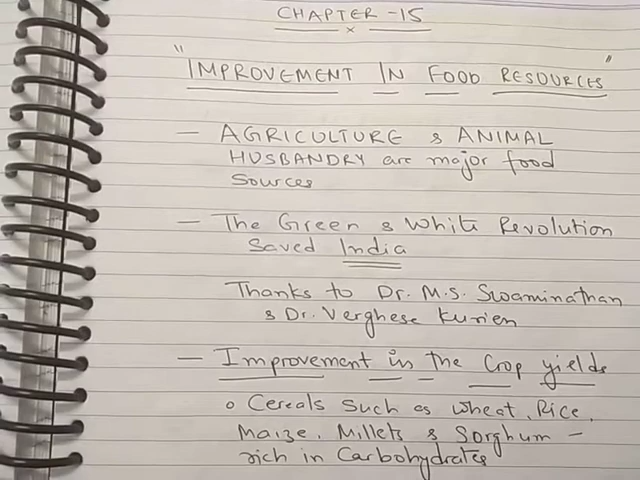 CHAPTER - 15
x
"IMPROVEMENT IN FOOD RESOURCES"
- AGRICULTURE & ANIMAL
HUSBANDRY are major food
Sources
- The Green & White Revolution
Saved India
Thanks to Dr. M.S. Swaminathan
& Dr. Verghese Kurien
- Improvement in the Crop yields
o Cereals Such as Wheat, Rice,
Maize, Millets & Sorghum -
rich in Carbohydrates